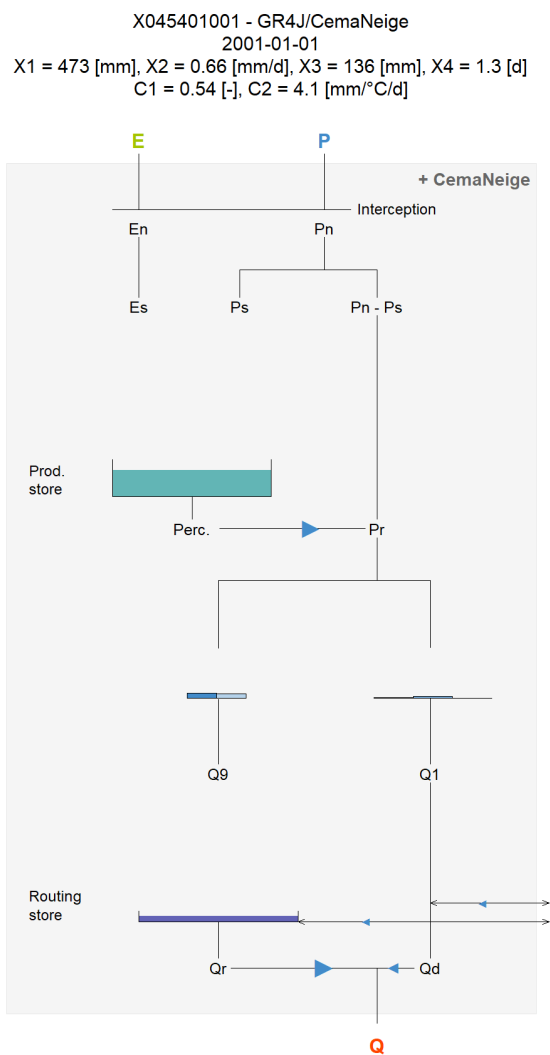 X045401001 - GR4J/CemaNeige
2001-01-01
X1 = 473 [mm], X2 = 0.66 [mm/d], X3 = 136 [mm], X4 = 1.3 [d]
C1 = 0.54 [-], C2 = 4.1 [mm/°C/d]
E P
+ CemaNeige
Interception
En Pn
Es Ps Pn - Ps
Prod.
store
Perc. Pr
Q9 Q1
Routing
store
Qr Qd
Q